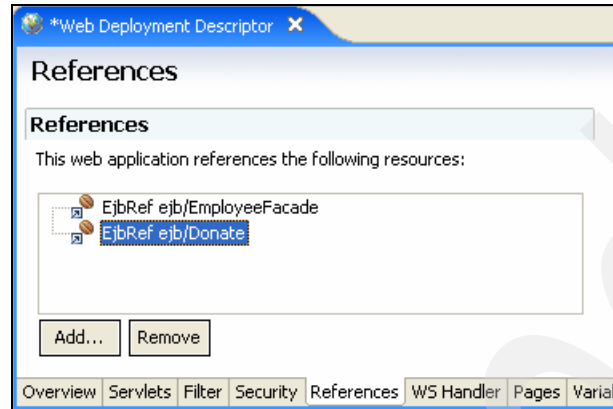 *Web Deployment Descriptor
References
References
This web application references the following resources:
EjbRef ejb/EmployeeFacade
EjbRef ejb/Donate
Add... Remove
Overview Servlets Filter Security References WS Handler Pages